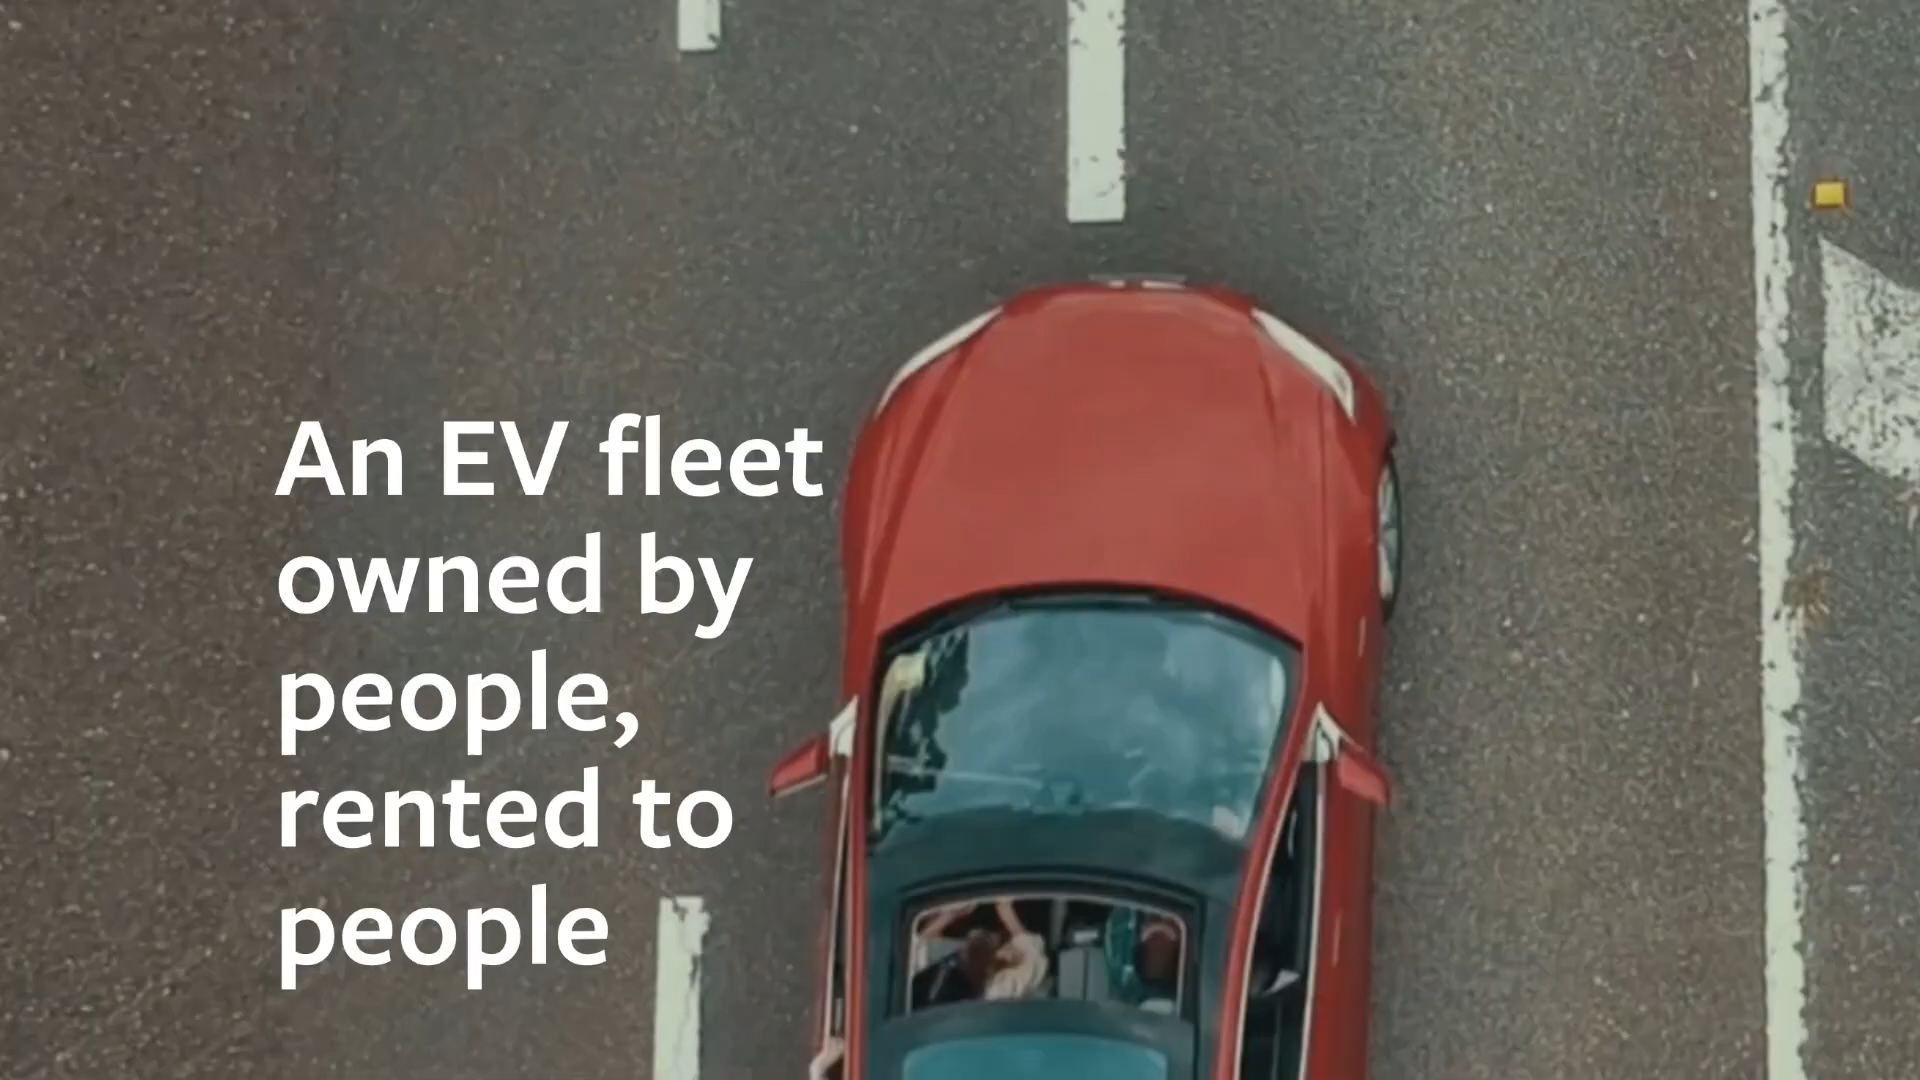 An EV fleet
owned by
people,
rented to
people